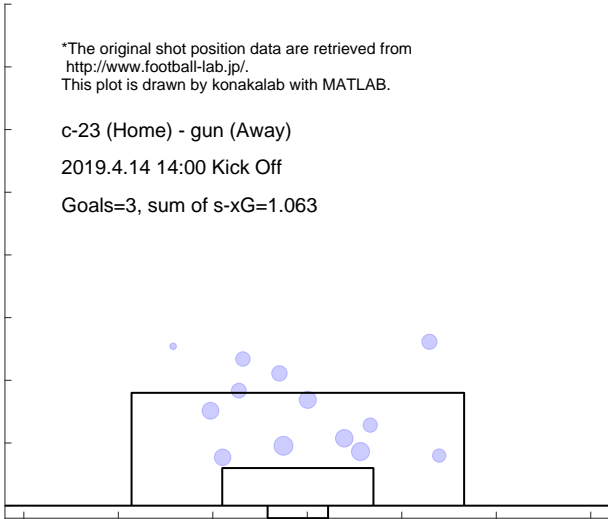 *The original shot position data are retrieved from
http://www.football-lab.jp/.
This plot is drawn by konakalab with MATLAB.
c-23 (Home) - gun (Away)
2019.4.14 14:00 Kick Off
Goals=3, sum of s-xG=1.063